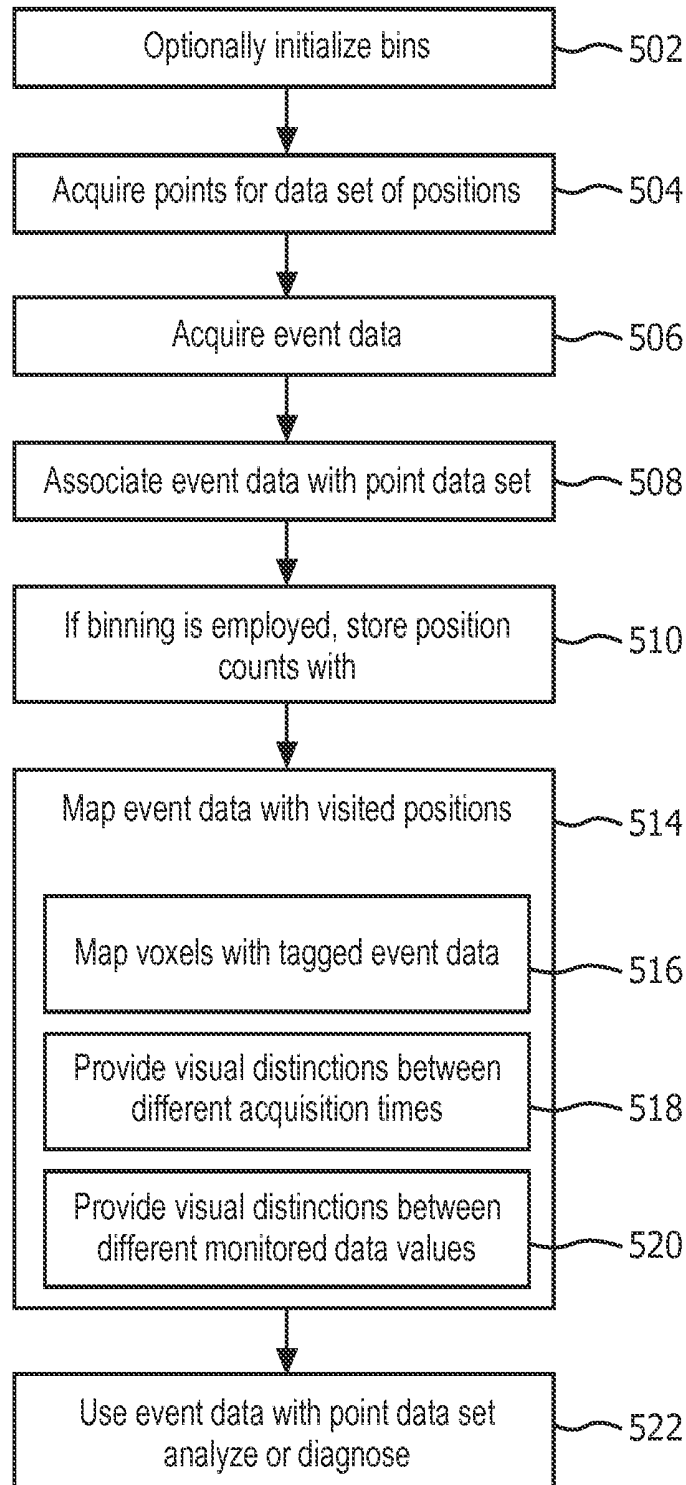 Optionally initialize bins
502
Acquire points for data set of positions
504
Acquire event data
506
Associate event data with point data set
508
If binning is employed, store position
counts with
510
Map event data with visited positions
514
Map voxels with tagged event data
516
Provide visual distinctions between
different acquisition times
518
Provide visual distinctions between
different monitored data values
520
Use event data with point data set
analyze or diagnose
522